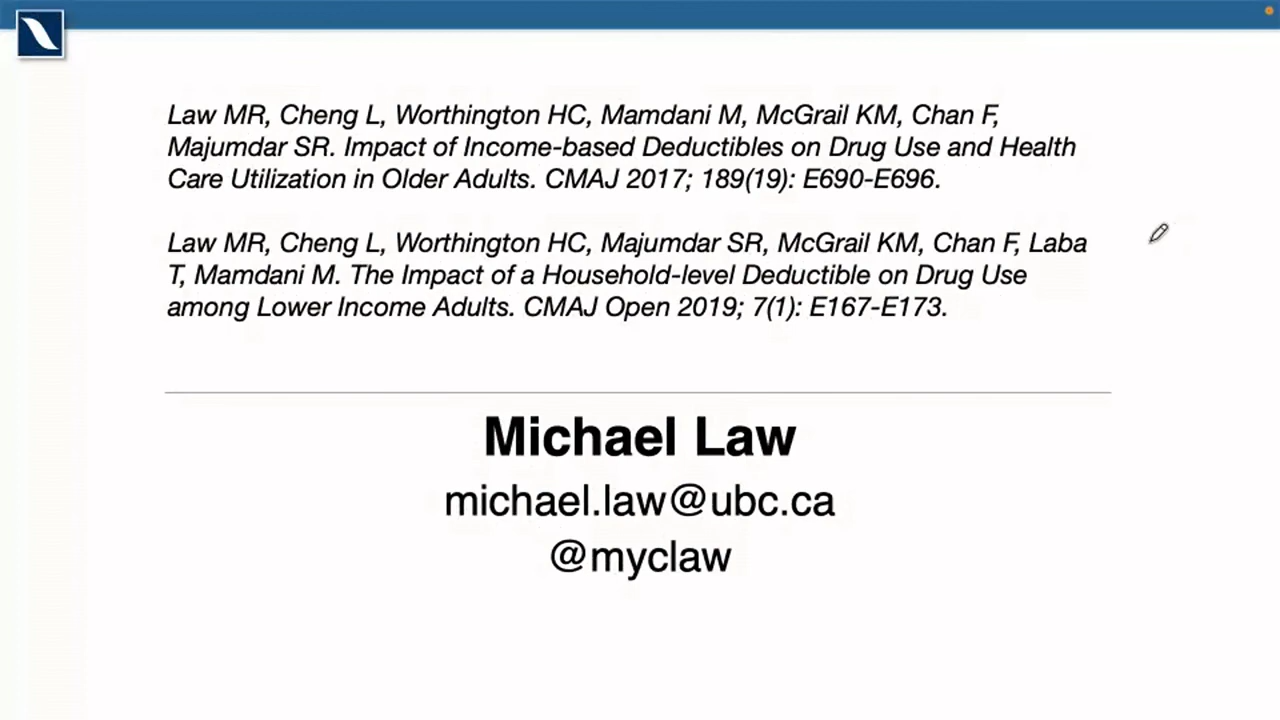 Law MR, Cheng L, Worthington HC, Mamdani M, McGrail KM, Chan F,
Majumdar SR. Impact of Income-based Deductibles on Drug Use and Health
Care Utilization in Older Adults. CMAJ 2017; 189(19): E690-E696.
Law MR, Cheng L, Worthington HC, Majumdar SR, McGrail KM, Chan F, Laba
T, Mamdani M. The Impact of a Household-level Deductible on Drug Use
among Lower Income Adults. CMAJ Open 2019; 7(1): E167-E173.
Michael Law
michael.law@ubc.ca
@myclaw